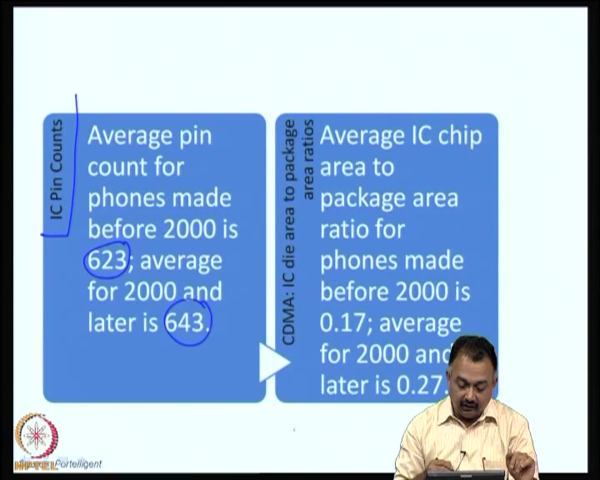 IC Pin Counts
Average pin
count for
phones made
before 2000 is
623; average
for 2000 and
later is 643.
CDMA: IC die area to package
area ratios
Average IC chip
area to
package area
ratio for
phones made
before 2000 is
0.17; average
for 2000 and
later is 0.27.
NPTEL
Portelligent